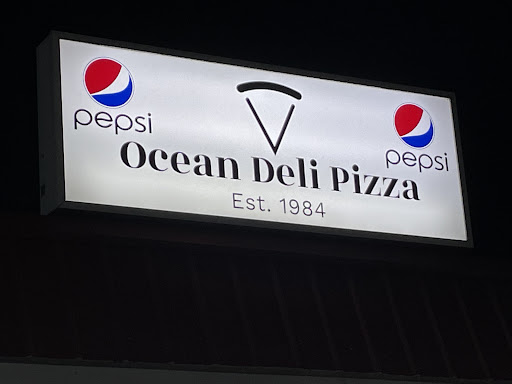 pepsi
pepsi
Ocean Deli Pizza
Est. 1984